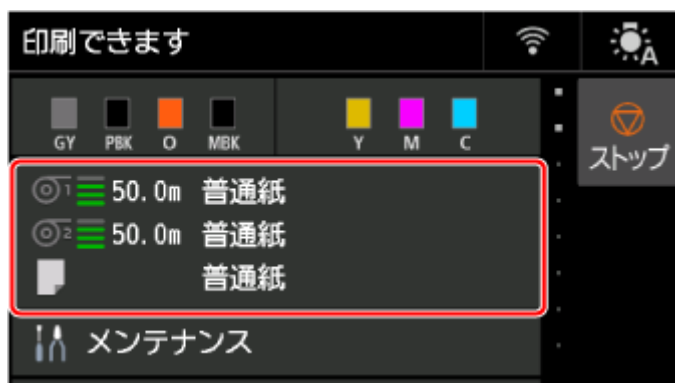 印刷できます
A
GY PBK O MBK Y M C
ストップ
1 50.0m 普通紙
2 50.0m 普通紙
普通紙
メンテナンス